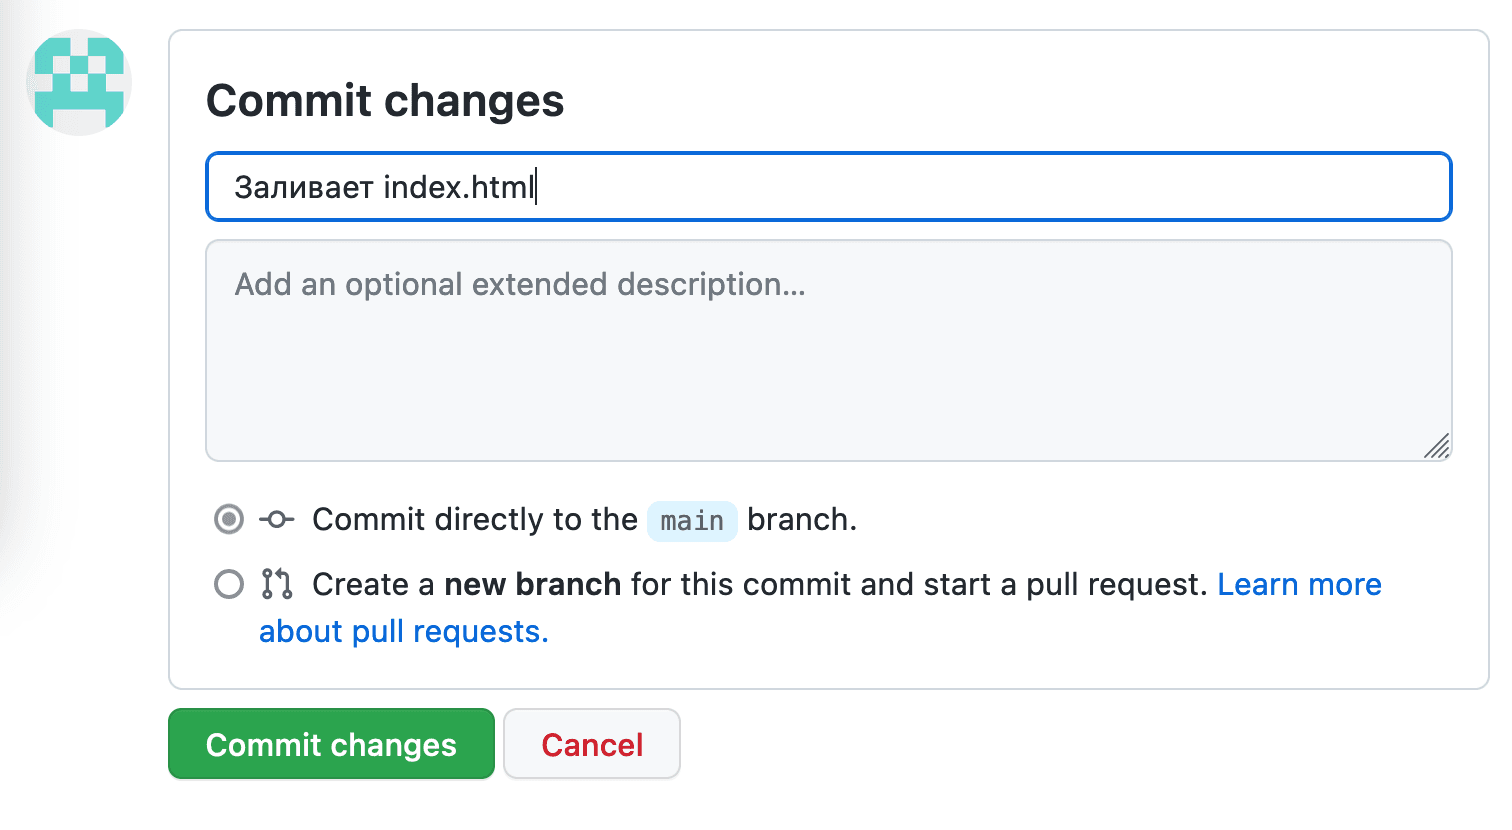 Commit changes
Заливает index.html
Add an optional extended description...
Commit directly to the main branch.
Create a new branch for this commit and start a pull request. Learn more
about pull requests.
Commit changes
Cancel